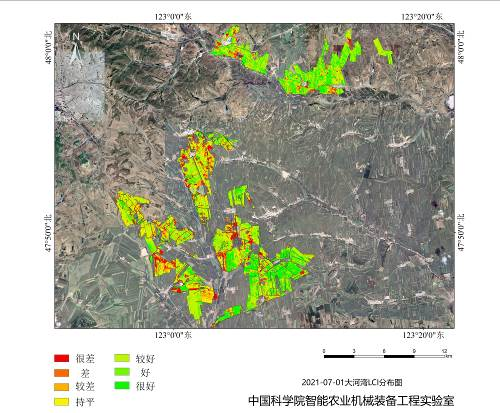 123°0'0"东 123°20'0"东
48°0'0"北 48°0'0"北
N
47°50'0"北 47°50'0"北
123°0'0"东 123°20'0"东
很差 较好
差 好
较差 很好
持平
0 3 6 9 12
km
2021-07-01大河湾LCI分布图
中国科学院智能农业机械装备工程实验室